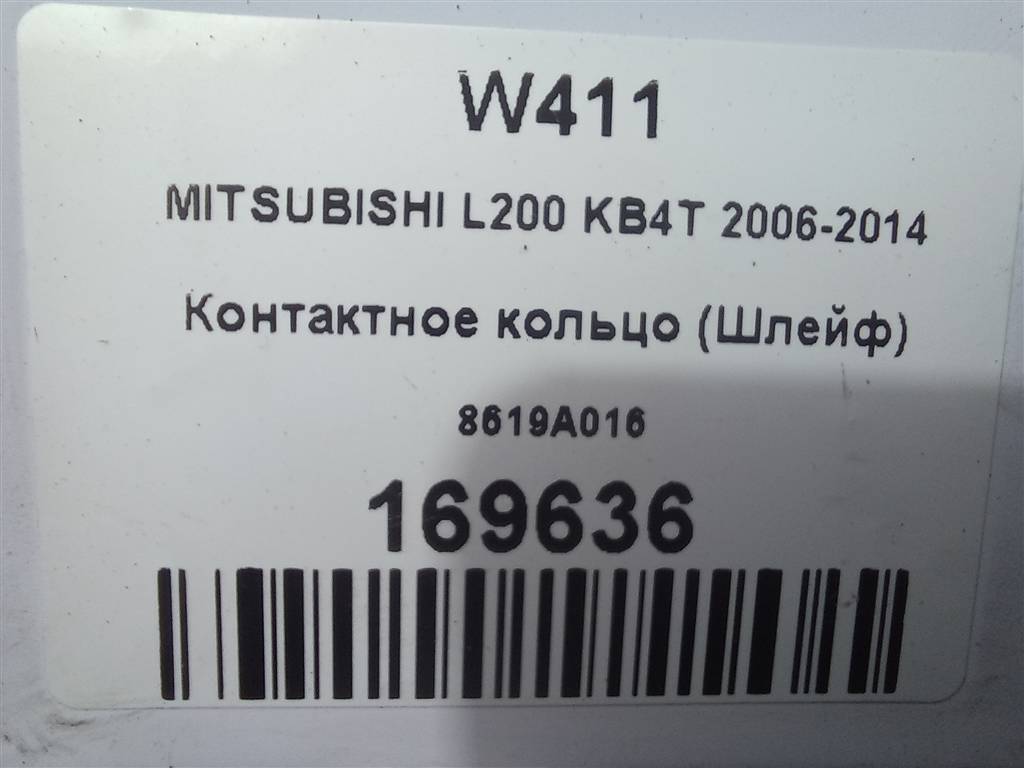 W411
MITSUBISHI L200 KB4T 2006-2014
Контактное кольцо (Шлейф)
8619A016
169636